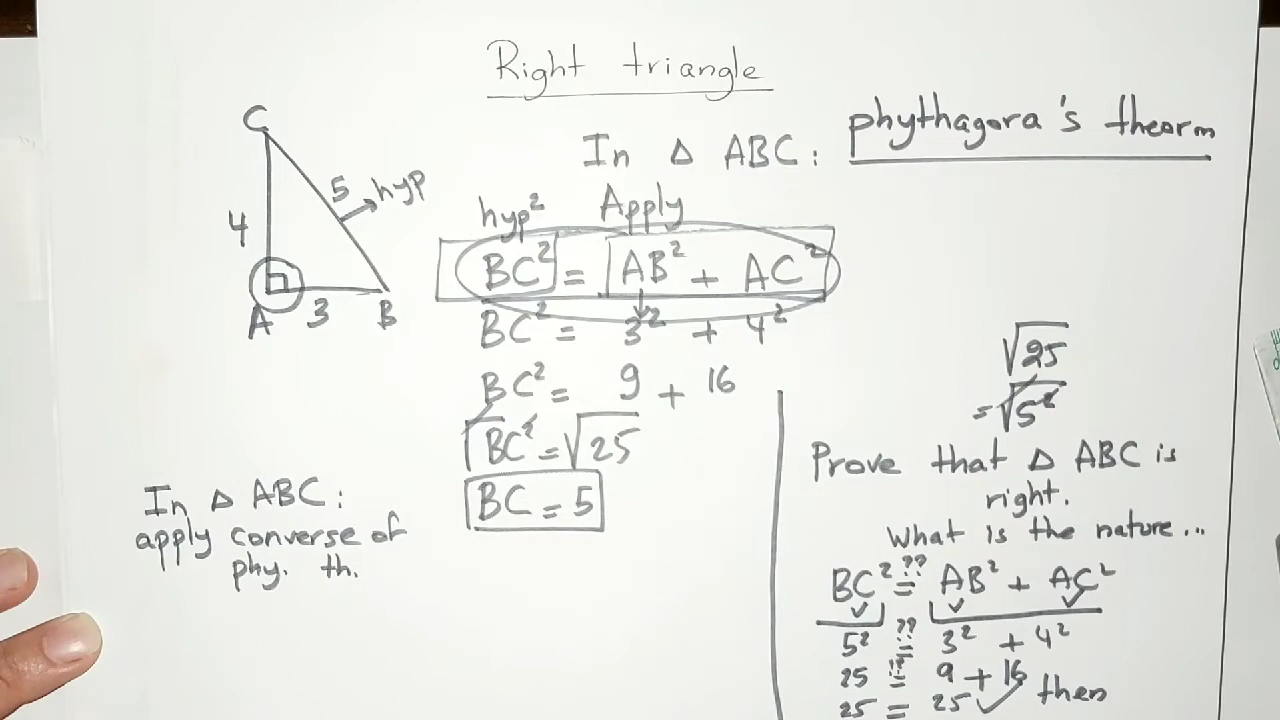 Right triangle
phythagora's theorm
In Δ ABC:
C
5 → hyp
4
A 3 B
hyp² Apply
BC² = AB² + AC²
BC² = 3² + 4²
BC² = 9 + 16
√BC² = √25
BC = 5
In Δ ABC:
apply converse of
phy. th.
√25
= √5²
Prove that Δ ABC is
right.
What is the nature...
BC² ≟ AB² + AC²
??
5² = 3² + 4²
??
25 = 9 + 16
!?
25 = 25 ✓ then